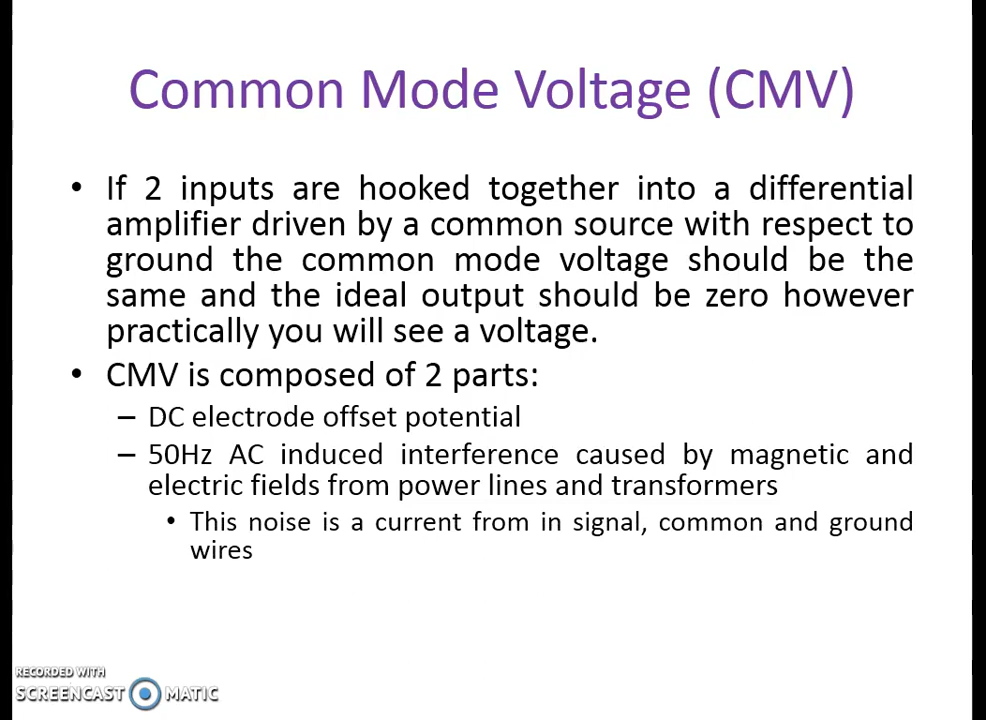 Common Mode Voltage (CMV)
• If 2 inputs are hooked together into a differential
amplifier driven by a common source with respect to
ground the common mode voltage should be the
same and the ideal output should be zero however
practically you will see a voltage.
• CMV is composed of 2 parts:
– DC electrode offset potential
– 50Hz AC induced interference caused by magnetic and
electric fields from power lines and transformers
• This noise is a current from in signal, common and ground
wires
RECORDED WITH
SCREENCAST MATIC